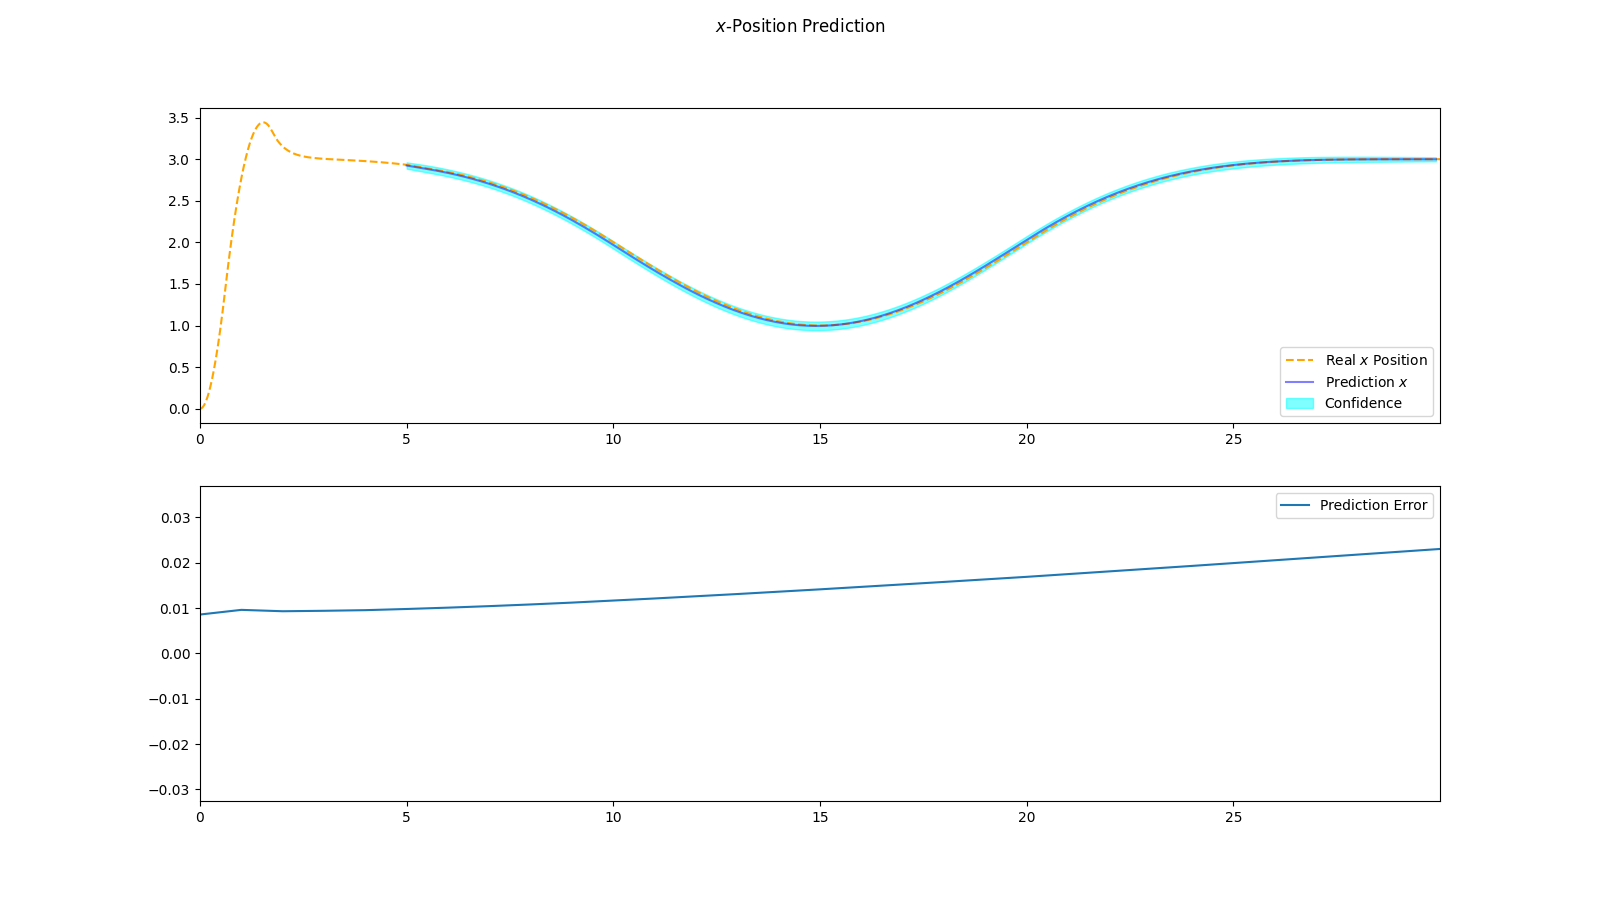 x-Position Prediction
3.5
3.0
2.5
2.0
1.5
1.0
0.5
0.0
Real x Position
Prediction x
Confidence
0 5 10 15 20 25
Prediction Error
0.03
0.02
0.01
0.00
−0.01
−0.02
−0.03
0 5 10 15 20 25